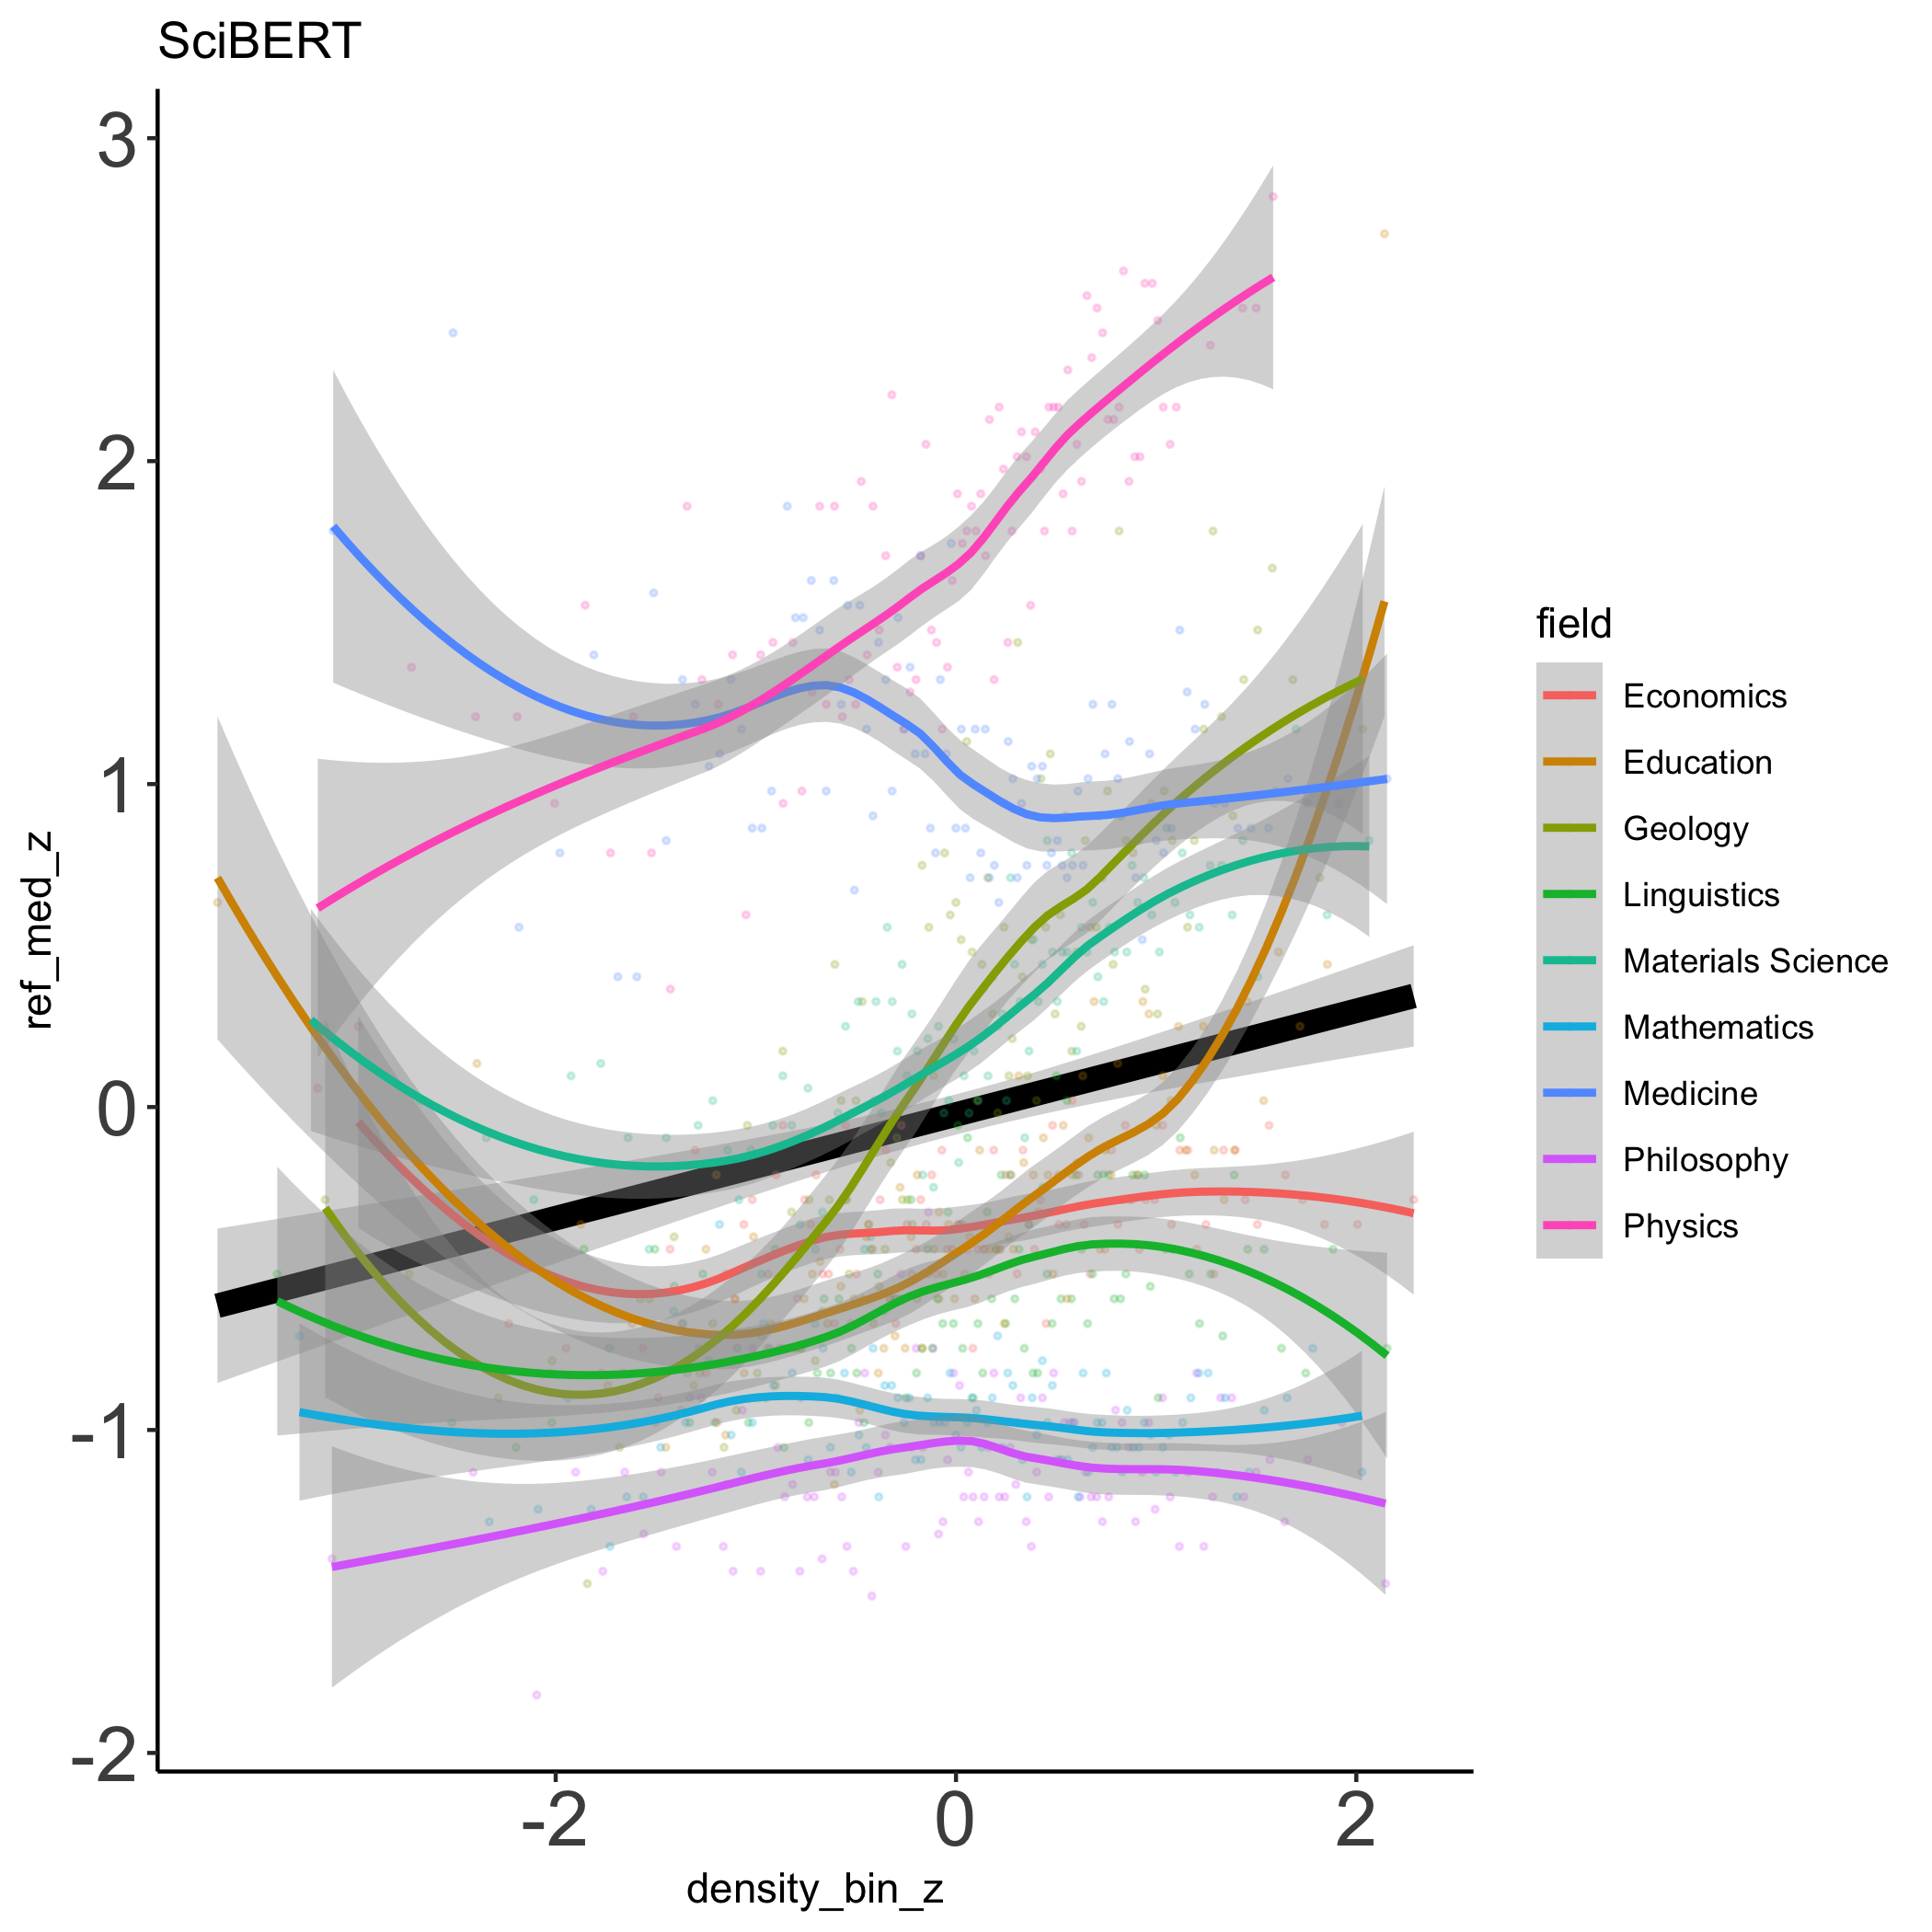 SciBERT
3
2
1
0
-1
-2
ref_med_z
-2
0
2
density_bin_z
field
Economics
Education
Geology
Linguistics
Materials Science
Mathematics
Medicine
Philosophy
Physics